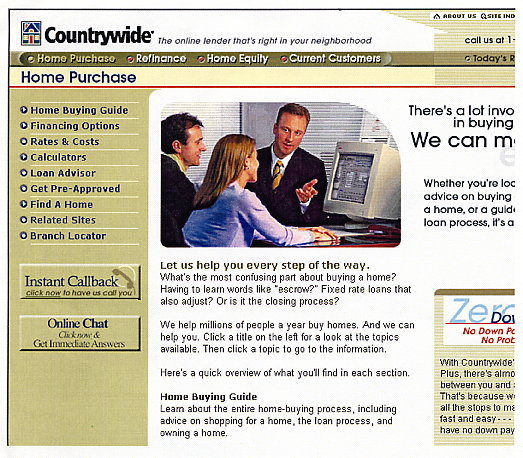 ABOUT US SITE IND
Countrywide® The online lender that's right in your neighborhood
call us at 1-
Home Purchase Refinance Home Equity Current Customers
Today's R
Home Purchase
Home Buying Guide
Financing Options
Rates & Costs
Calculators
Loan Advisor
Get Pre-Approved
Find A Home
Related Sites
Branch Locator
Instant Callback
click now to have us call you
Online Chat
Click now &
Get Immediate Answers
Let us help you every step of the way.
What's the most confusing part about buying a home?
Having to learn words like "escrow?" Fixed rate loans that
also adjust? Or is it the closing process?
We help millions of people a year buy homes. And we can
help you. Click a title on the left for a look at the topics
available. Then click a topic to go to the information.
Here's a quick overview of what you'll find in each section.
Home Buying Guide
Learn about the entire home-buying process, including
advice on shopping for a home, the loan process, and
owning a home.
There's a lot invo
in buying
We can m
Whether you're loo
advice on buying
a home, or a guid
loan process, it's a
Zero
Dow
No Down Pa
No Prob
With Countrywide'
Plus, there's almo
between you and
That's because w
all the stops to ma
fast and easy---
have no down pay